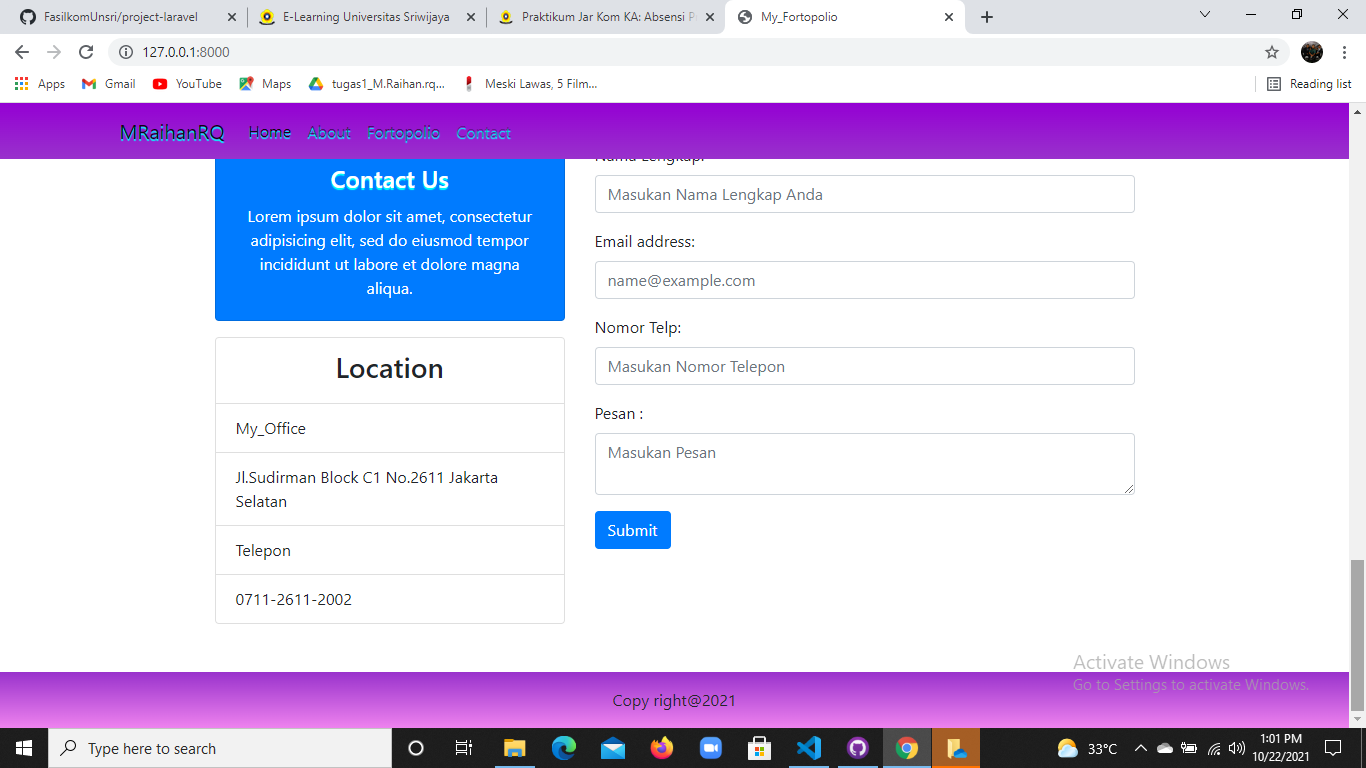 FasilkomUnsri/project-laravel
E-Learning Universitas Sriwijaya
Praktikum Jar Kom KA: Absensi P
My_Fortopolio
127.0.0.1:8000
Apps
Gmail
YouTube
Maps
tugas1_M.Raihan.rq...
Meski Lawas, 5 Film...
Reading list
MRaihanRQ
Home
About
Fortopolio
Contact
Contact Us
Lorem ipsum dolor sit amet, consectetur
adipisicing elit, sed do eiusmod tempor
incididunt ut labore et dolore magna
aliqua.
Location
My_Office
Jl.Sudirman Block C1 No.2611 Jakarta
Selatan
Telepon
0711-2611-2002
Nama Lengkap:
Masukan Nama Lengkap Anda
Email address:
name@example.com
Nomor Telp:
Masukan Nomor Telepon
Pesan :
Masukan Pesan
Submit
Activate Windows
Go to Settings to activate Windows.
Copy right@2021
Type here to search
33°C
1:01 PM
10/22/2021